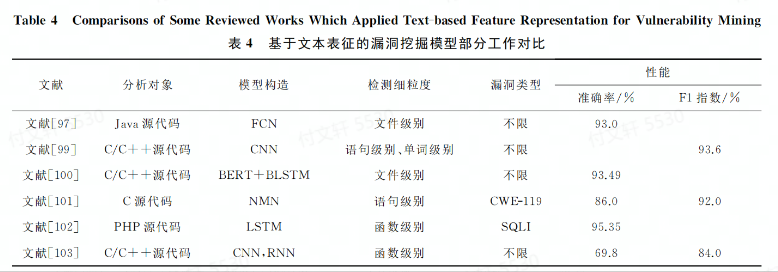 Table 4 Comparisons of Some Reviewed Works Which Applied Text-based Feature Representation for Vulnerability Mining
表 4 基于文本表征的漏洞挖掘模型部分工作对比
文献 分析对象 模型构造 检测细粒度 漏洞类型 性能
准确率/% F1 指数/%
文献[97] Java 源代码 FCN 文件级别 不限 93.0
文献[99] C/C++源代码 CNN 语句级别、单词级别 不限 93.6
文献[100] C/C++源代码 BERT+BLSTM 文件级别 不限 93.49
文献[101] C 源代码 NMN 语句级别 CWE-119 86.0 92.0
文献[102] PHP 源代码 LSTM 函数级别 SQLI 95.35
文献[103] C/C++源代码 CNN,RNN 函数级别 不限 69.8 84.0